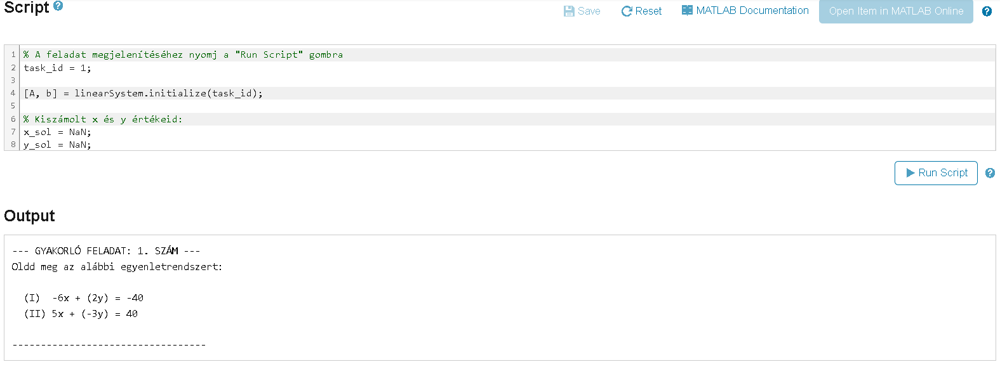 Script
Save Reset MATLAB Documentation Open Item in MATLAB Online
1 % A feladat megjelenítéséhez nyomj a "Run Script" gombra
2 task_id = 1;
3
4 [A, b] = linearSystem.initialize(task_id);
5
6 % Kiszámolt x és y értékeid:
7 x_sol = NaN;
8 y_sol = NaN;
Run Script
Output
--- GYAKORLÓ FELADAT: 1. SZÁM ---
Oldd meg az alábbi egyenletrendszert:
(I) -6x + (2y) = -40
(II) 5x + (-3y) = 40
----------------------------------